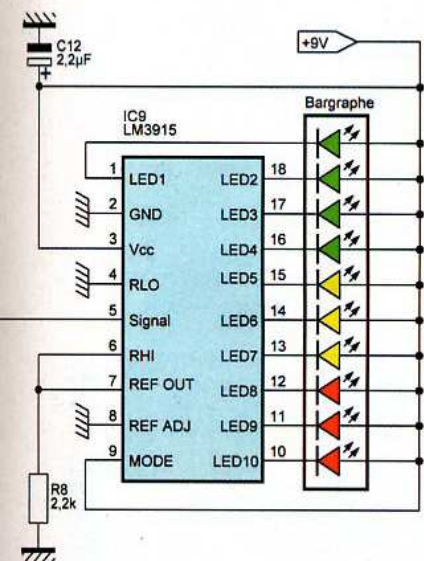 C12
2,2µF
+
+9V
Bargraphe
IC9
LM3915
1 LED1
2 GND
3 Vcc
4 RLO
5 Signal
6 RHI
7 REF OUT
8 REF ADJ
9 MODE
LED2 18
LED3 17
LED4 16
LED5 15
LED6 14
LED7 13
LED8 12
LED9 11
LED10 10
R8
2,2k